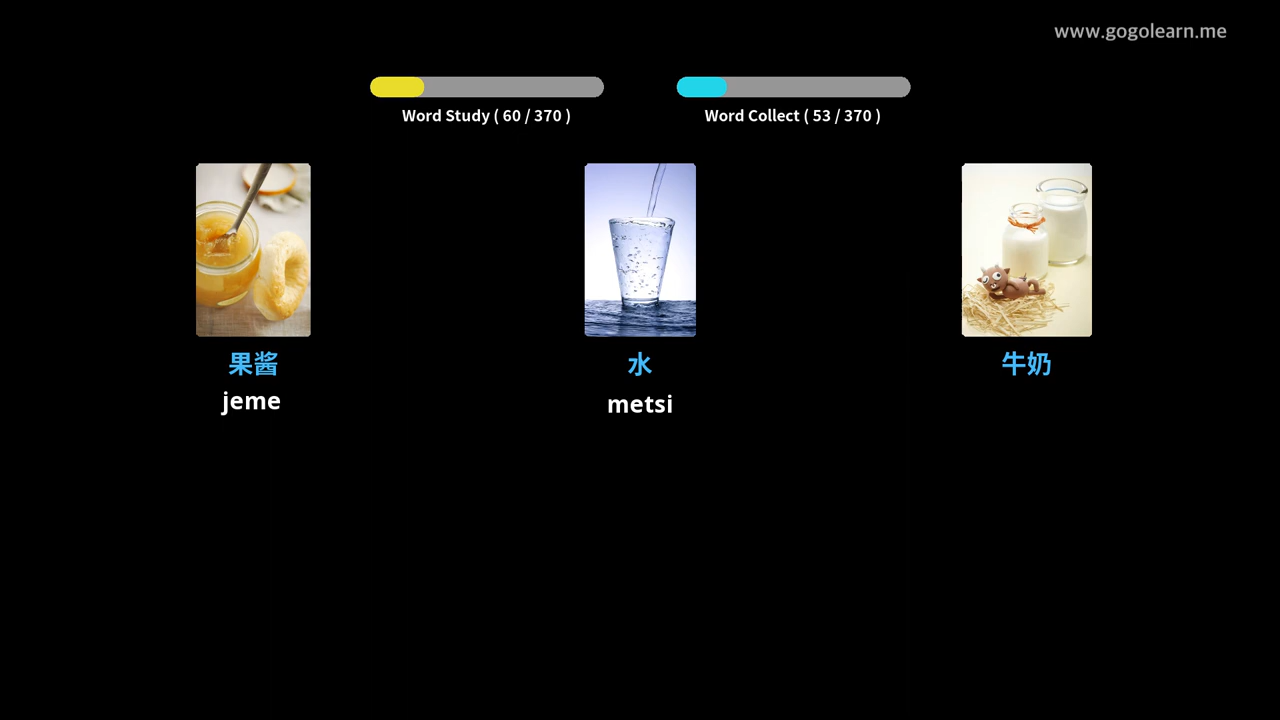 www.gogolearn.me
Word Study ( 60 / 370 )
Word Collect ( 53 / 370 )
果酱
水
牛奶
jeme
metsi